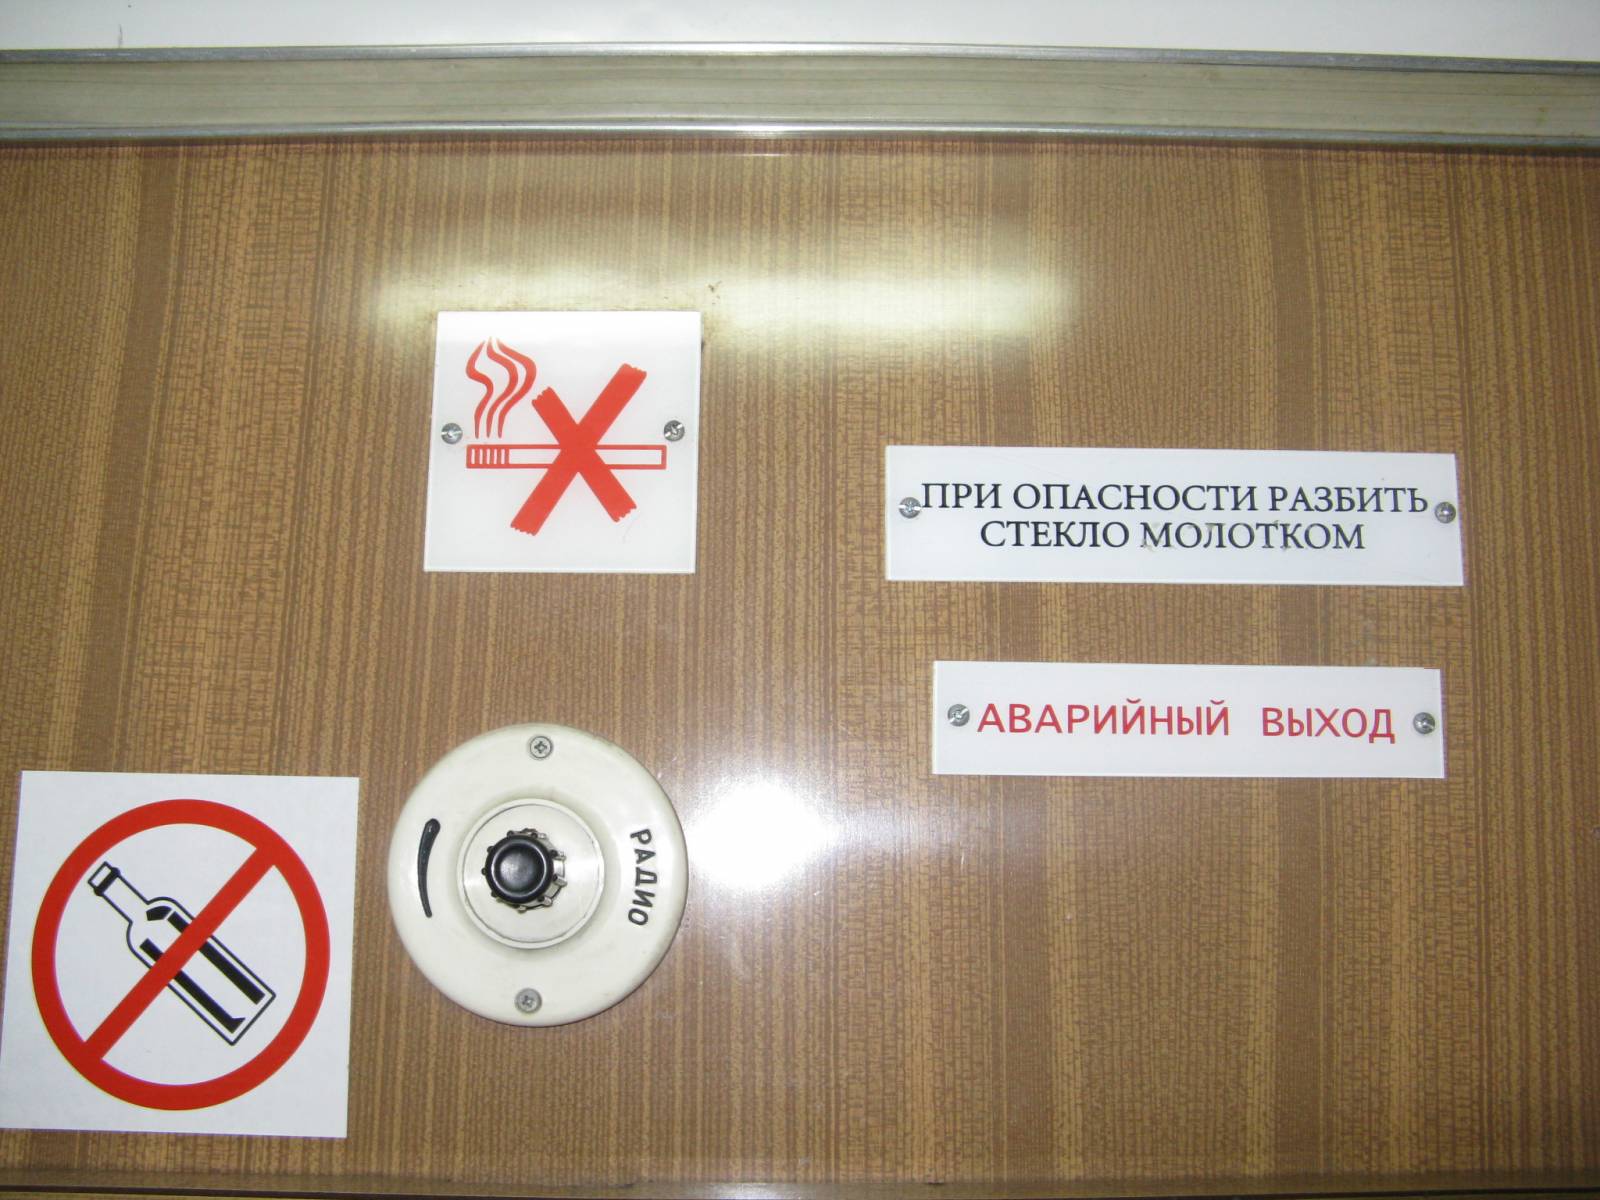 ПРИ ОПАСНОСТИ РАЗБИТЬ
СТЕКЛО МОЛОТКОМ
АВАРИЙНЫЙ ВЫХОД
РАДИО